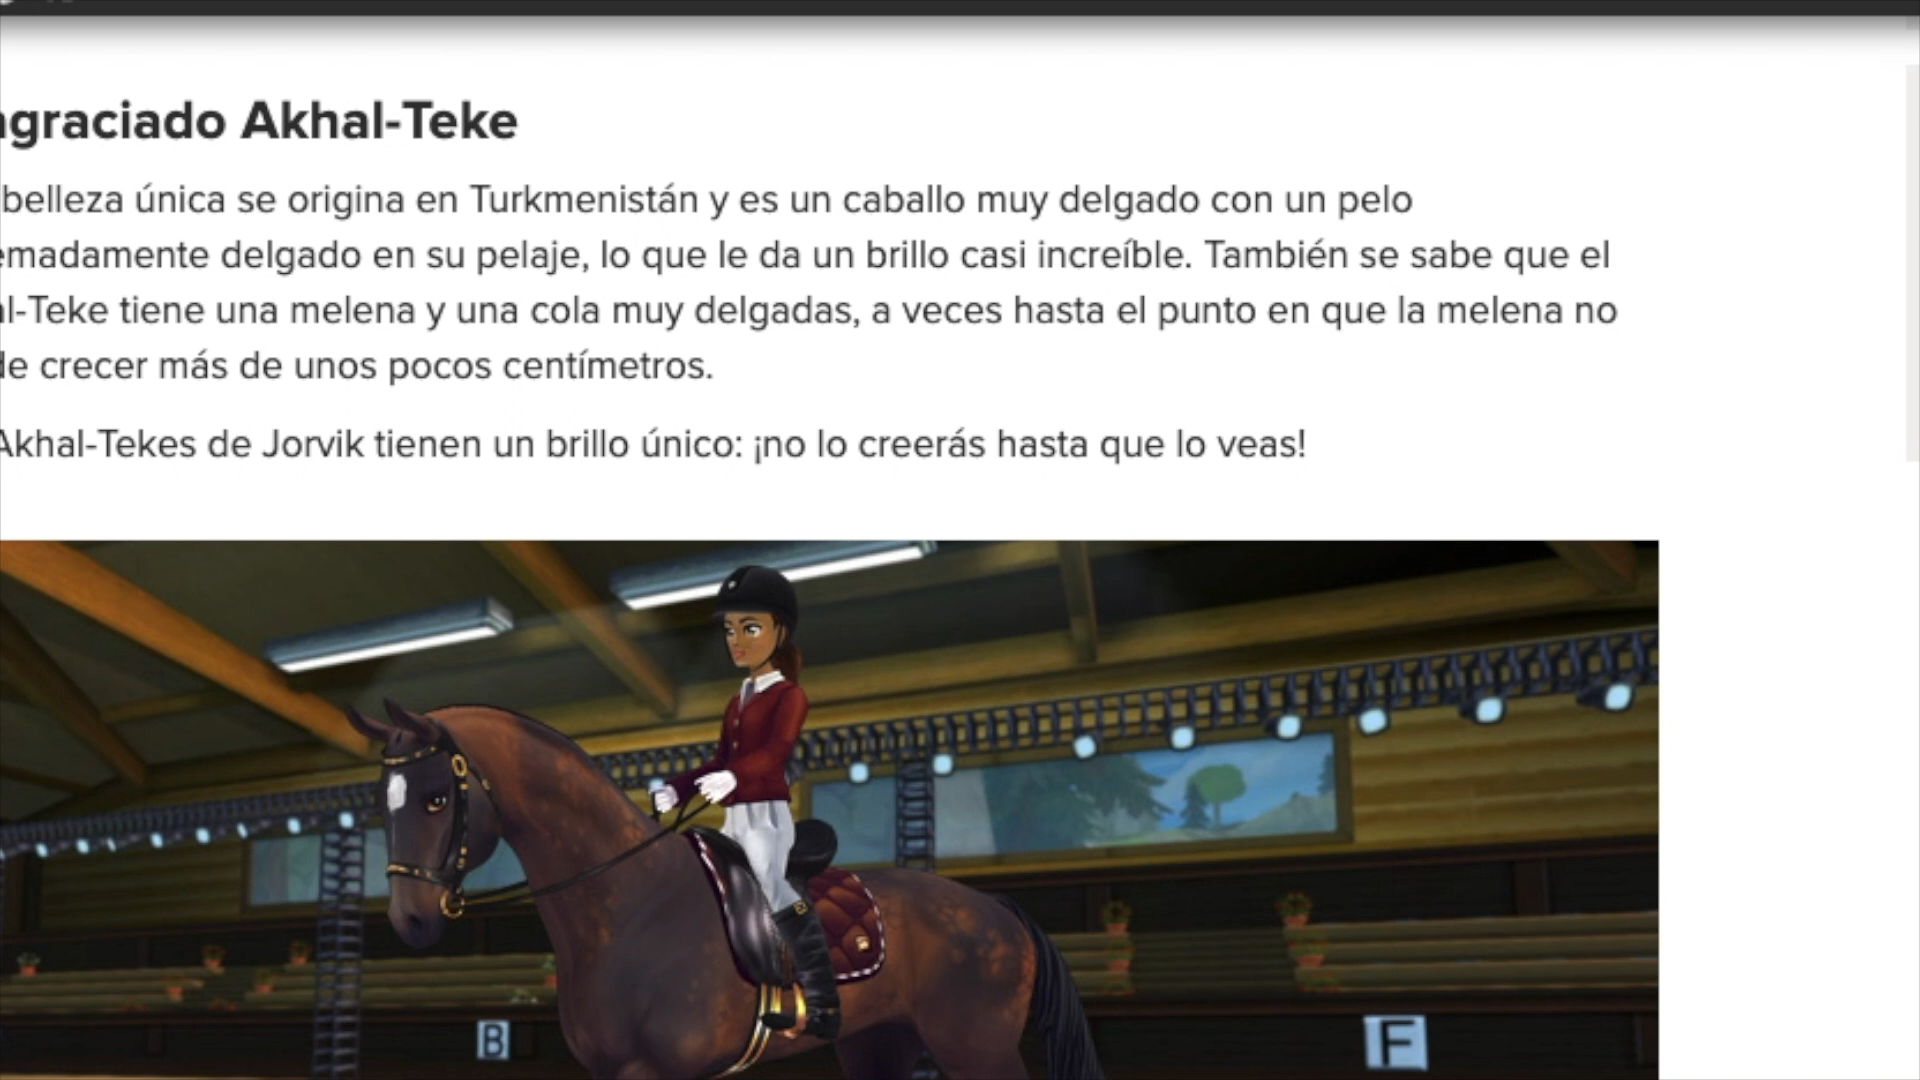 graciado Akhal-Teke
belleza única se origina en Turkmenistán y es un caballo muy delgado con un pelo
emadamente delgado en su pelaje, lo que le da un brillo casi increíble. También se sabe que el
l-Teke tiene una melena y una cola muy delgadas, a veces hasta el punto en que la melena no
de crecer más de unos pocos centímetros.
Akhal-Tekes de Jorvik tienen un brillo único: ¡no lo creerás hasta que lo veas!
B
F